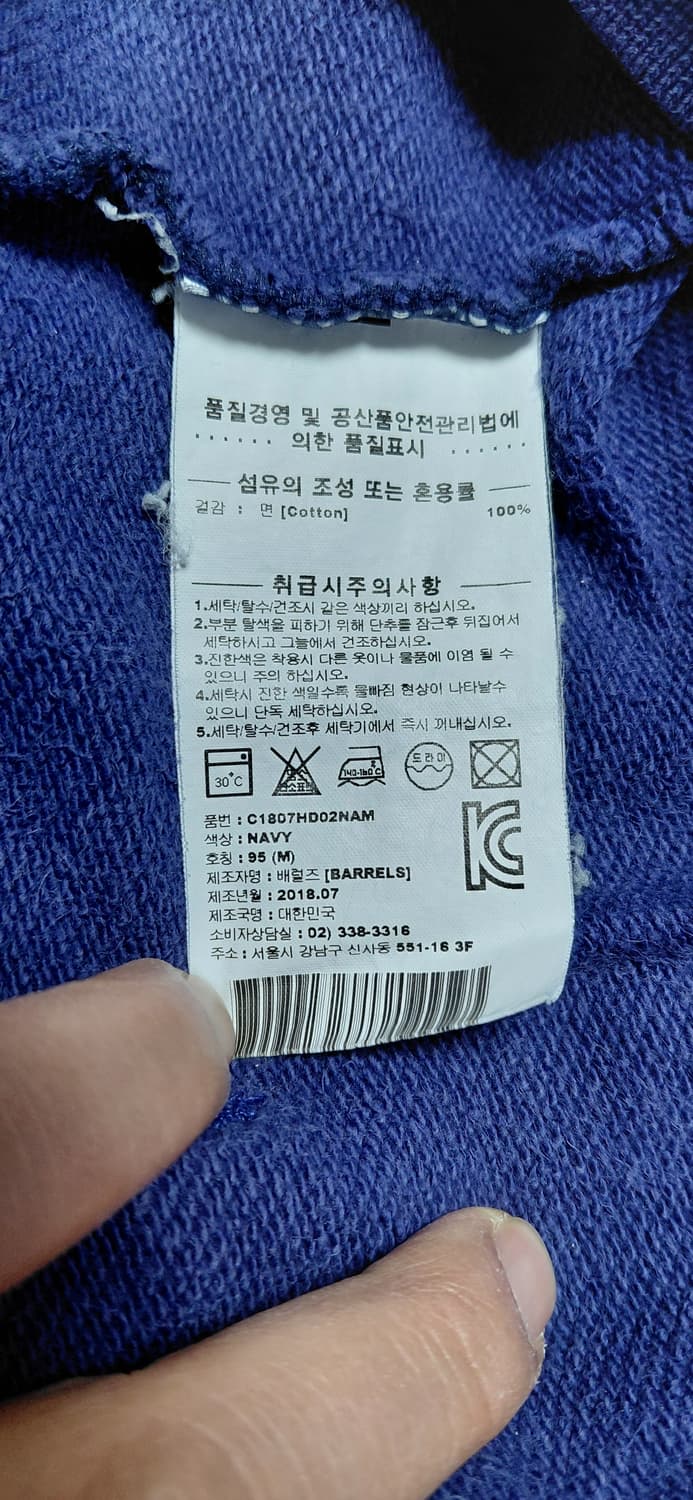 품질경영 및 공산품안전관리법에
...... 의한 품질표시 ......
섬유의 조성 또는 혼용률
겉감 : 면 [Cotton] 100%
취급시주의사항
1.세탁/탈수/건조시 같은 색상끼리 하십시오.
2.부분 탈색을 피하기 위해 단추를 잠근후 뒤집어서
세탁하시고 그늘에서 건조하십시오.
3.진한색은 착용시 다른 옷이나 물품에 이염 될 수
있으니 주의 하십시오.
4.세탁시 진한 색일수록 물빠짐 현상이 나타날수
있으니 단독 세탁하십시오.
5.세탁/탈수/건조후 세탁기에서 즉시 꺼내십시오.
30°C 염소표백 140-160°C 드라이
품번 : C1807HD02NAM
색상 : NAVY
호칭 : 95 (M)
제조자명 : 배럴즈 [BARRELS]
제조년월 : 2018.07
제조국명 : 대한민국
소비자상담실 : 02) 338-3316
주소 : 서울시 강남구 신사동 551-16 3F
KC